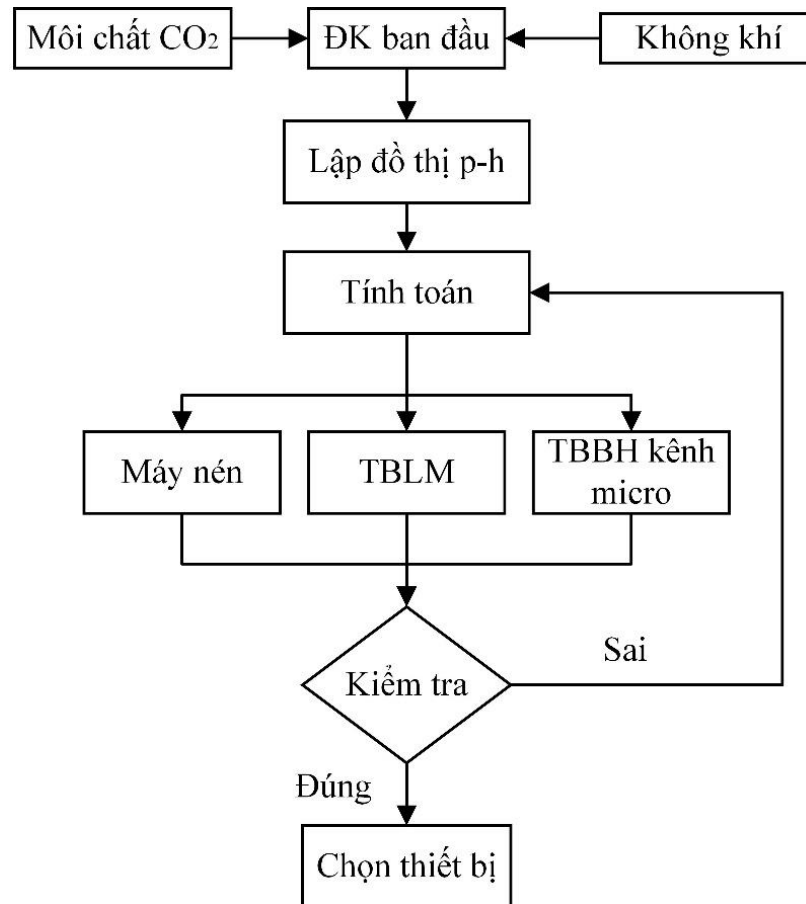 Môi chất CO₂
ĐK ban đầu
Không khí
Lập đồ thị p-h
Tính toán
Máy nén
TBLM
TBBH kênh
micro
Kiểm tra
Sai
Đúng
Chọn thiết bị